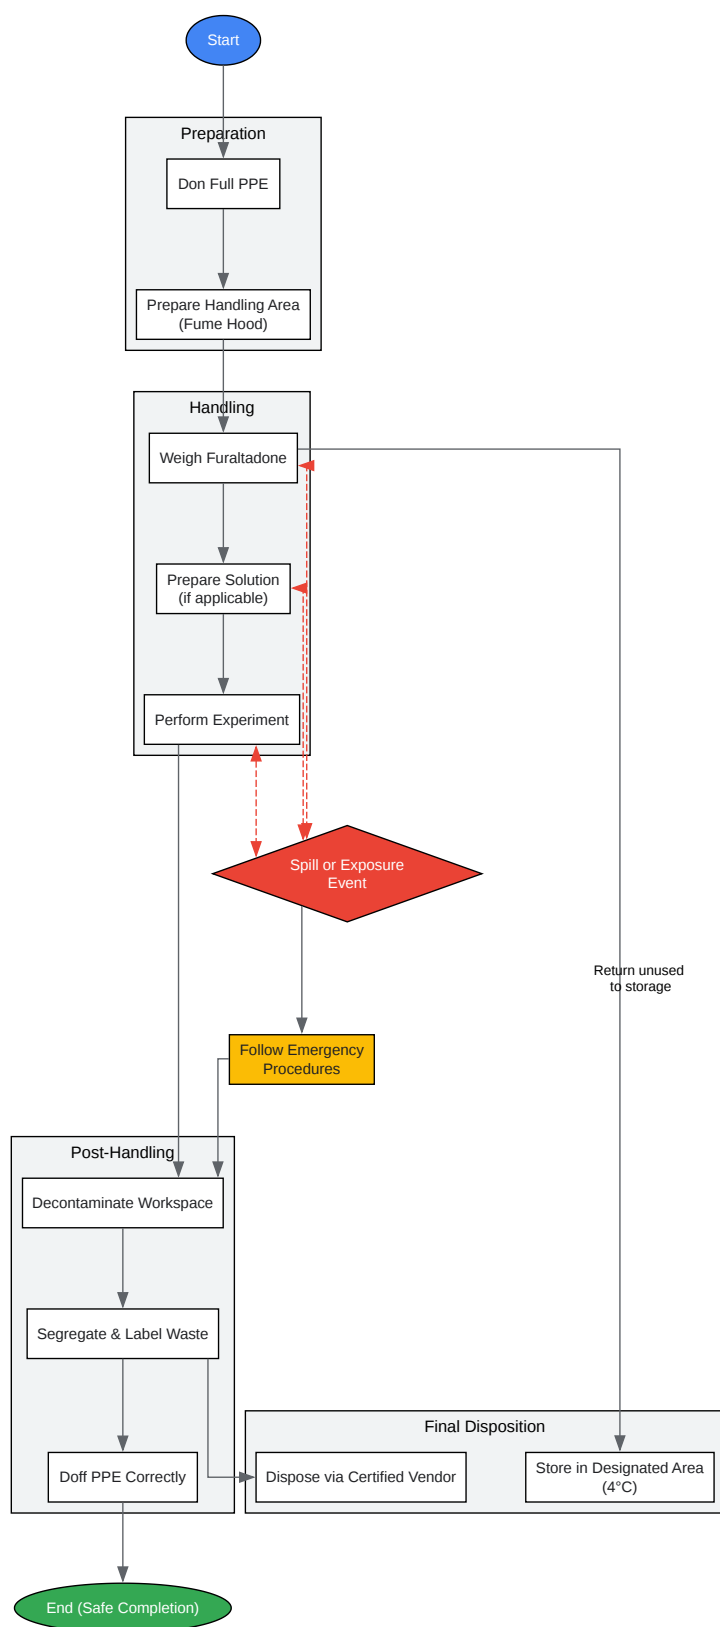 Start
Preparation
Don Full PPE
Prepare Handling Area
(Fume Hood)
Handling
Weigh Furaltadone
Prepare Solution
(if applicable)
Perform Experiment
Spill or Exposure
Event
Return unused
to storage
Follow Emergency
Procedures
Post-Handling
Decontaminate Workspace
Segregate & Label Waste
Final Disposition
Doff PPE Correctly
Dispose via Certified Vendor
Store in Designated Area
(4°C)
End (Safe Completion)